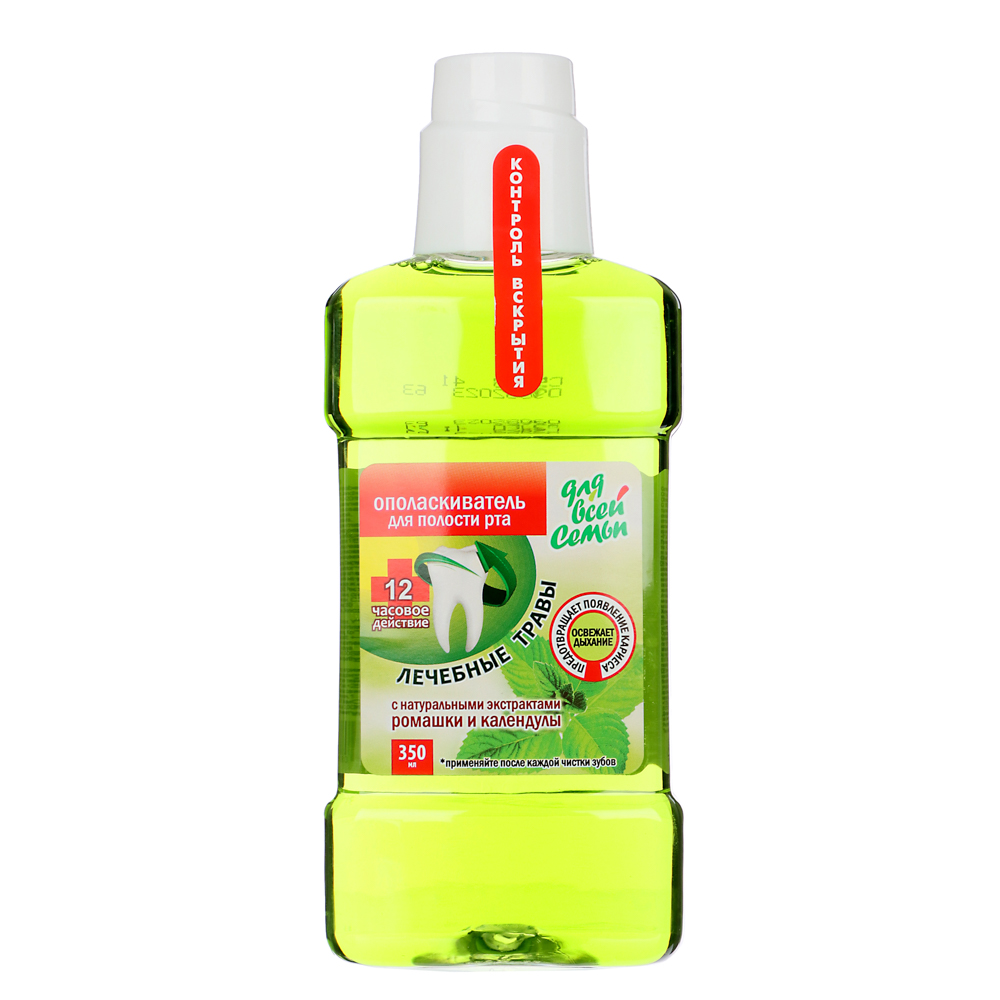 КОНТРОЛЬ ВСКРЫТИЯ
ОПОЛАСКИВАТЕЛЬ
ДЛЯ ПОЛОСТИ РТА
для
всей
Семьи
12
ЧАСОВОЕ
ДЕЙСТВИЕ
ЛЕЧЕБНЫЕ ТРАВЫ
ПРЕДОТВРАЩАЕТ ПОЯВЛЕНИЕ КАРИЕСА
ОСВЕЖАЕТ
ДЫХАНИЕ
С НАТУРАЛЬНЫМИ ЭКСТРАКТАМИ
РОМАШКИ И КАЛЕНДУЛЫ
350
МЛ
*применяйте после каждой чистки зубов